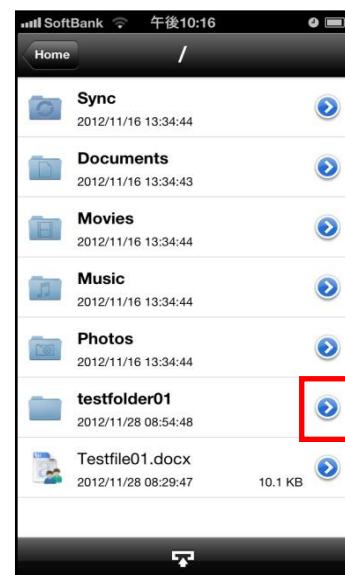 SoftBank 午後10:16
Home /
Sync
2012/11/16 13:34:44
Documents
2012/11/16 13:34:43
Movies
2012/11/16 13:34:44
Music
2012/11/16 13:34:44
Photos
2012/11/16 13:34:44
testfolder01
2012/11/28 08:54:48
Testfile01.docx
2012/11/28 08:29:47 10.1 KB